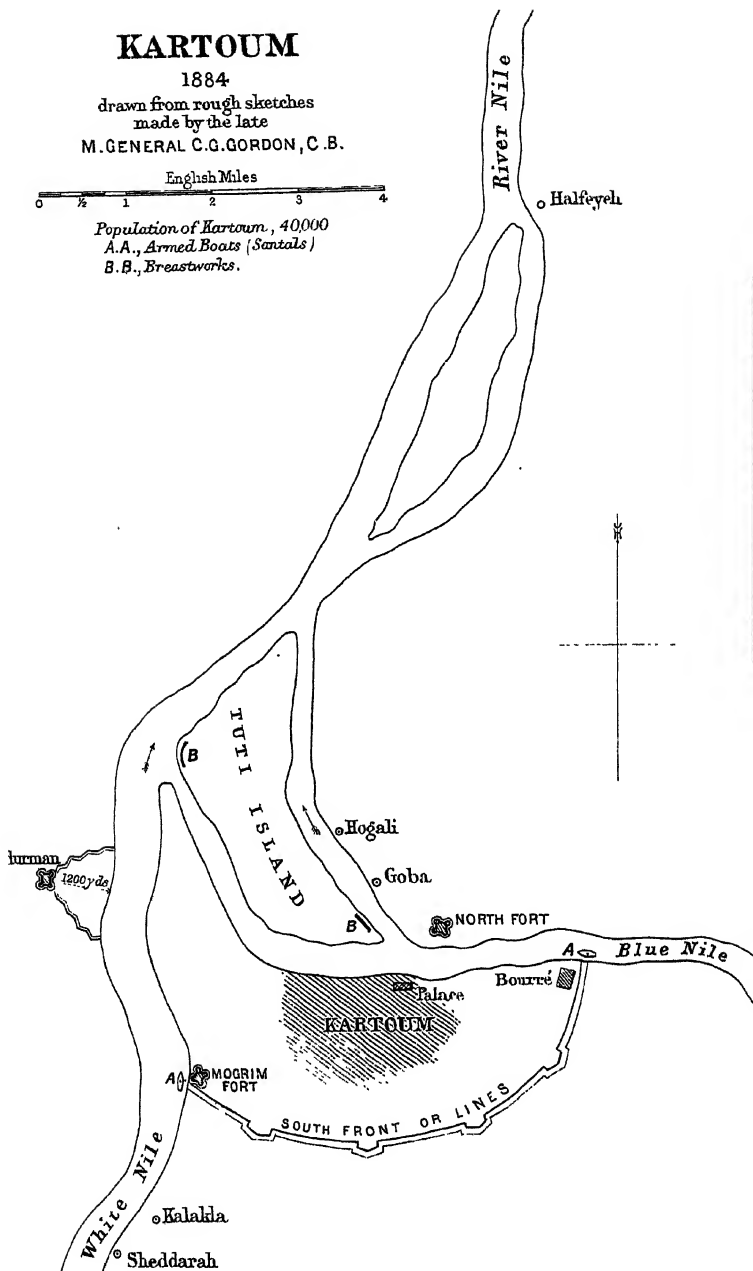 KARTOUM
1884
drawn from rough sketches
made by the late
M.GENERAL C.G.GORDON, C.B.
English Miles
0 ½ 1 2 3 4
Population of Kartoum, 40,000
A.A., Armed Boats (Santals)
B.B., Breastworks.
River Nile
Halfeyeh
N
TUTI ISLAND
B
Hogali
durman
1200 yds
Goba
B
NORTH FORT
A
Blue Nile
Bourré
Palace
KARTOUM
A
MOGRIM
FORT
SOUTH FRONT OR LINES
White Nile
Kalakla
Sheddarah